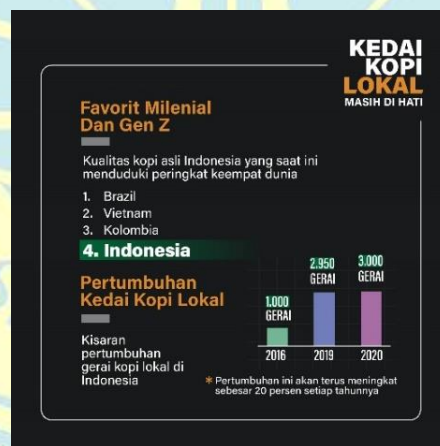 KEDAI
KOPI
LOKAL
MASIH DI HATI
Favorit Milenial
Dan Gen Z
Kualitas kopi asli Indonesia yang saat ini
menduduki peringkat keempat dunia
1. Brazil
2. Vietnam
3. Kolombia
4. Indonesia
Pertumbuhan
Kedai Kopi Lokal
Kisaran
pertumbuhan
gerai kopi lokal di
Indonesia
1.000
GERAI
2.950
GERAI
3.000
GERAI
2016 2019 2020
* Pertumbuhan ini akan terus meningkat
sebesar 20 persen setiap tahunnya